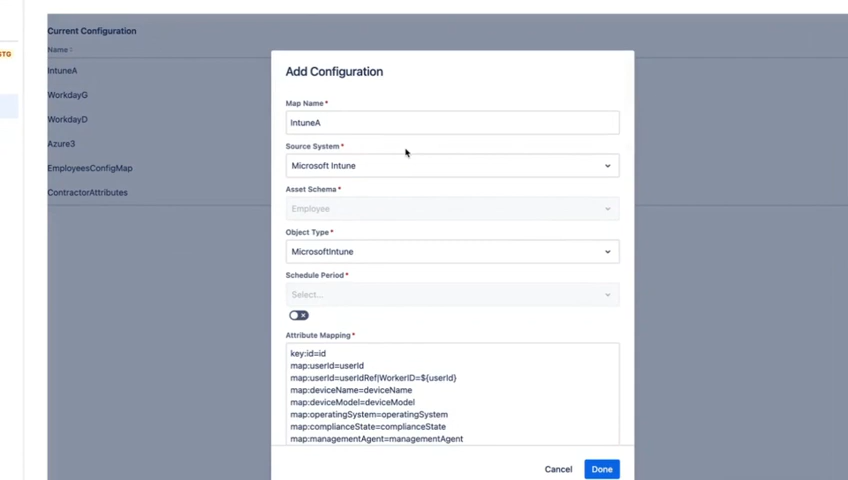 STG
Current Configuration
Name
IntuneA
WorkdayG
WorkdayD
Azure3
EmployeesConfigMap
ContractorAttributes
Add Configuration
Map Name*
IntuneA
Source System*
Microsoft Intune
Asset Schema*
Employee
Object Type*
MicrosoftIntune
Schedule Period*
Select...
Attribute Mapping*
key:id=id
map:userId=userId
map:userId=userIdRef|WorkerID=${userId}
map:deviceName=deviceName
map:deviceModel=deviceModel
map:operatingSystem=operatingSystem
map:complianceState=complianceState
map:managementAgent=managementAgent
Cancel
Done